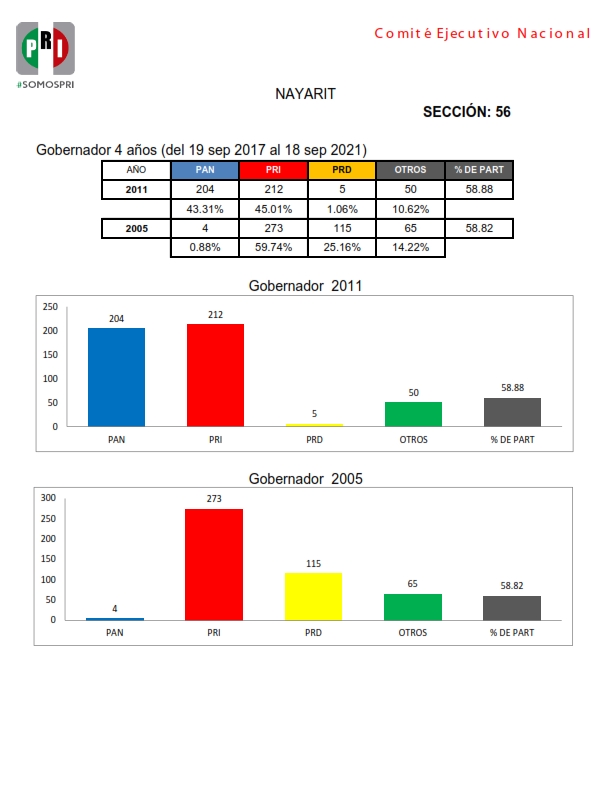 Comité Ejecutivo Nacional
PRI
#SOMOSPRI
NAYARIT
SECCIÓN: 56
Gobernador 4 años (del 19 sep 2017 al 18 sep 2021)
AÑO PAN PRI PRD OTROS % DE PART
2011 204 212 5 50 58.88
43.31% 45.01% 1.06% 10.62%
2005 4 273 115 65 58.82
0.88% 59.74% 25.16% 14.22%
Gobernador 2011
250
200
150
100
50
0
204
212
5
50
58.88
PAN PRI PRD OTROS % DE PART
Gobernador 2005
300
250
200
150
100
50
0
4
273
115
65
58.82
PAN PRI PRD OTROS % DE PART